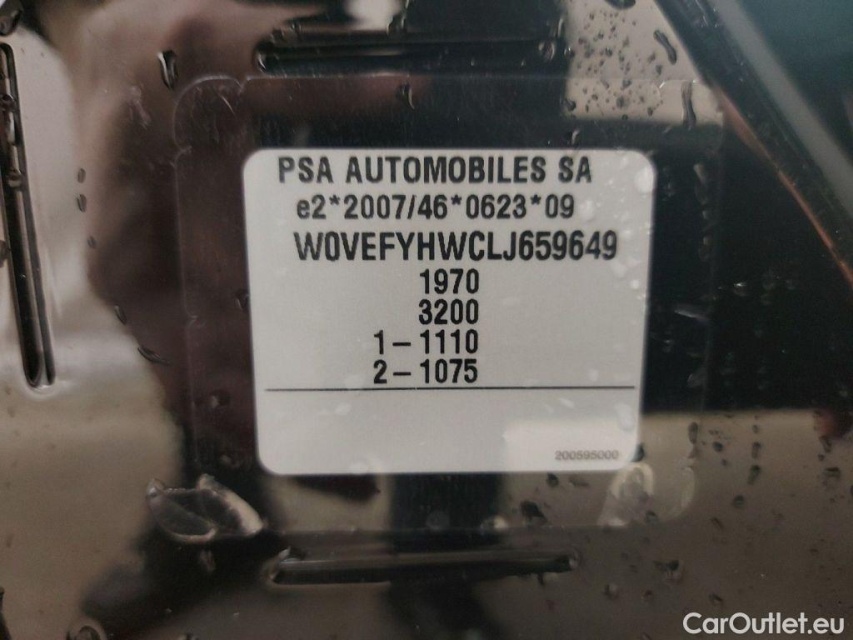 PSA AUTOMOBILES SA
e2*2007/46*0623*09
W0VEFYHWCLJ659649
1970
3200
1-1110
2-1075
200595000
CarOutlet.eu